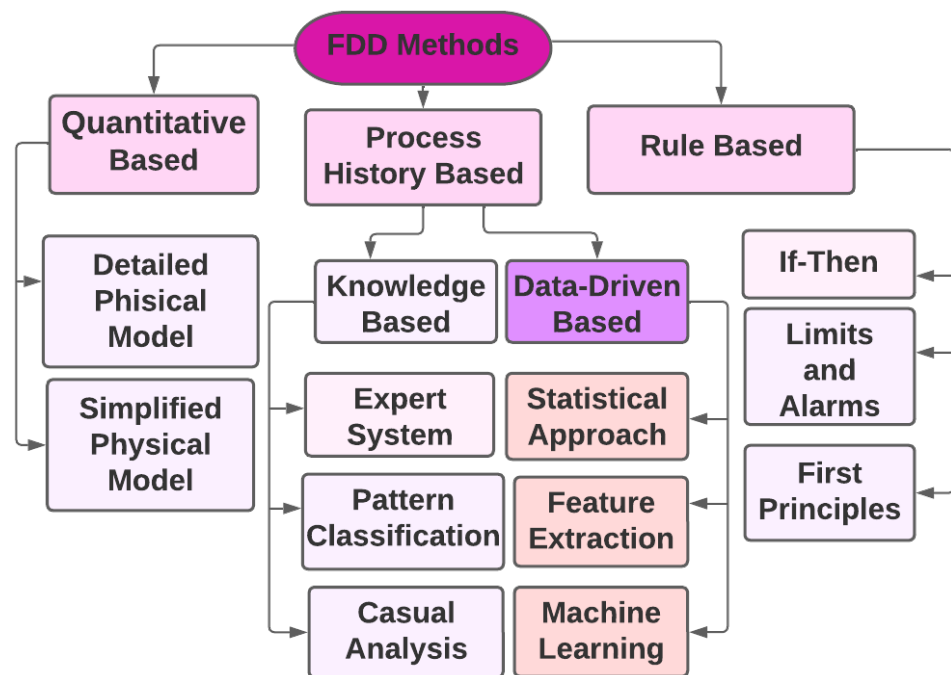 FDD Methods
Quantitative
Based
Process
History Based
Rule Based
Detailed
Phisical
Model
Simplified
Physical
Model
Knowledge
Based
Data-Driven
Based
Expert
System
Pattern
Classification
Casual
Analysis
Statistical
Approach
Feature
Extraction
Machine
Learning
If-Then
Limits
and
Alarms
First
Principles